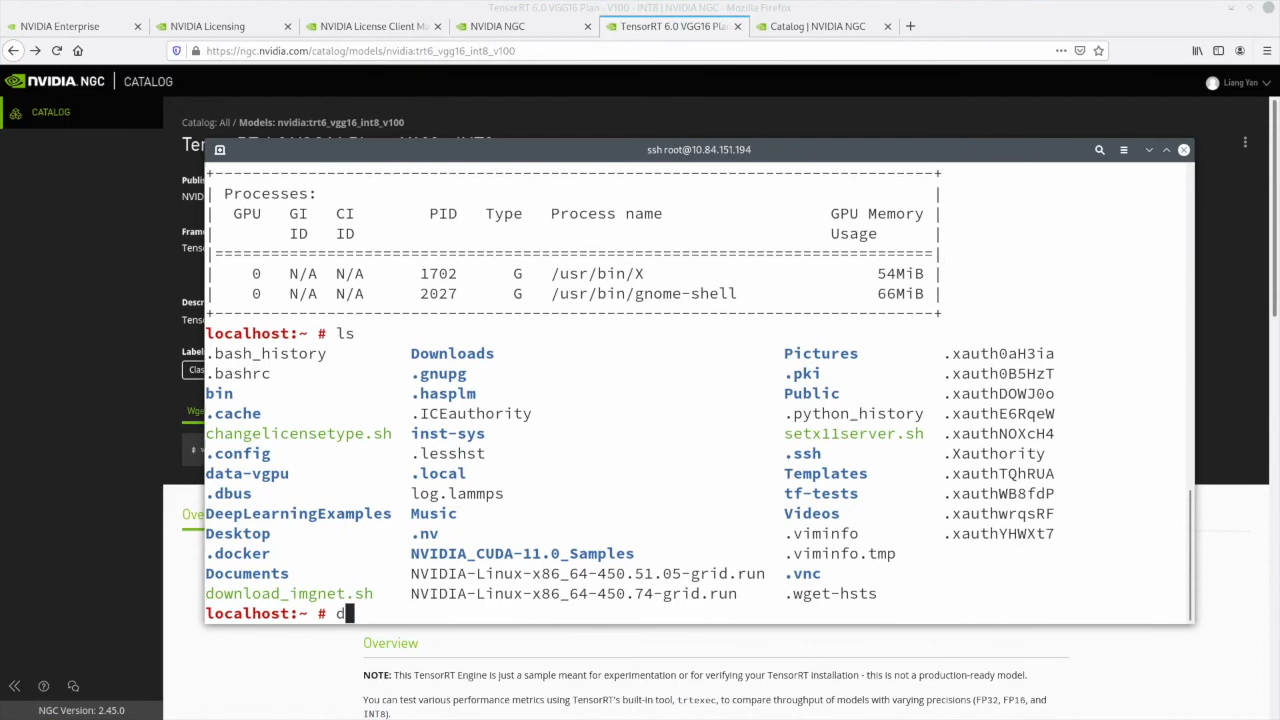 TensorRT 6.0 VGG16 Plan - V100 - INT8 | NVIDIA NGC — Mozilla Firefox
NVIDIA Enterprise
NVIDIA Licensing
NVIDIA License Client Ma
NVIDIA NGC
TensorRT 6.0 VGG16 Plan
Catalog | NVIDIA NGC
https://ngc.nvidia.com/catalog/models/nvidia:trt6_vgg16_int8_v100
NVIDIA. NGC | CATALOG
Liang Yan
CATALOG
Catalog: All / Models: nvidia:trt6_vgg16_int8_v100
ssh root@10.84.151.194
+-----------------------------------------------------------------------------+
| Processes: |
| GPU GI CI PID Type Process name GPU Memory |
| ID ID Usage |
|=============================================================================|
| 0 N/A N/A 1702 G /usr/bin/X 54MiB |
| 0 N/A N/A 2027 G /usr/bin/gnome-shell 66MiB |
+-----------------------------------------------------------------------------+
localhost:~ # ls
.bash_history Downloads Pictures .xauth0aH3ia
.bashrc .gnupg .pki .xauth0B5HzT
bin .hasplm Public .xauthDOWJ0o
.cache .ICEauthority .python_history .xauthE6RqeW
changelicensetype.sh inst-sys setx11server.sh .xauthNOXcH4
.config .lesshst .ssh .Xauthority
data-vgpu .local Templates .xauthTQhRUA
.dbus log.lammps tf-tests .xauthWB8fdP
DeepLearningExamples Music Videos .xauthwrqsRF
Desktop .nv .viminfo .xauthYHWXt7
.docker NVIDIA_CUDA-11.0_Samples .viminfo.tmp
Documents NVIDIA-Linux-x86_64-450.51.05-grid.run .vnc
download_imgnet.sh NVIDIA-Linux-x86_64-450.74-grid.run .wget-hsts
localhost:~ # d
Overview
NOTE: This TensorRT Engine is just a sample meant for experimentation or for verifying your TensorRT installation - this is not a production-ready model.
You can test various performance metrics using TensorRT's built-in tool, trtexec, to compare throughput of models with varying precisions (FP32, FP16, and
INT8).
NGC Version: 2.45.0